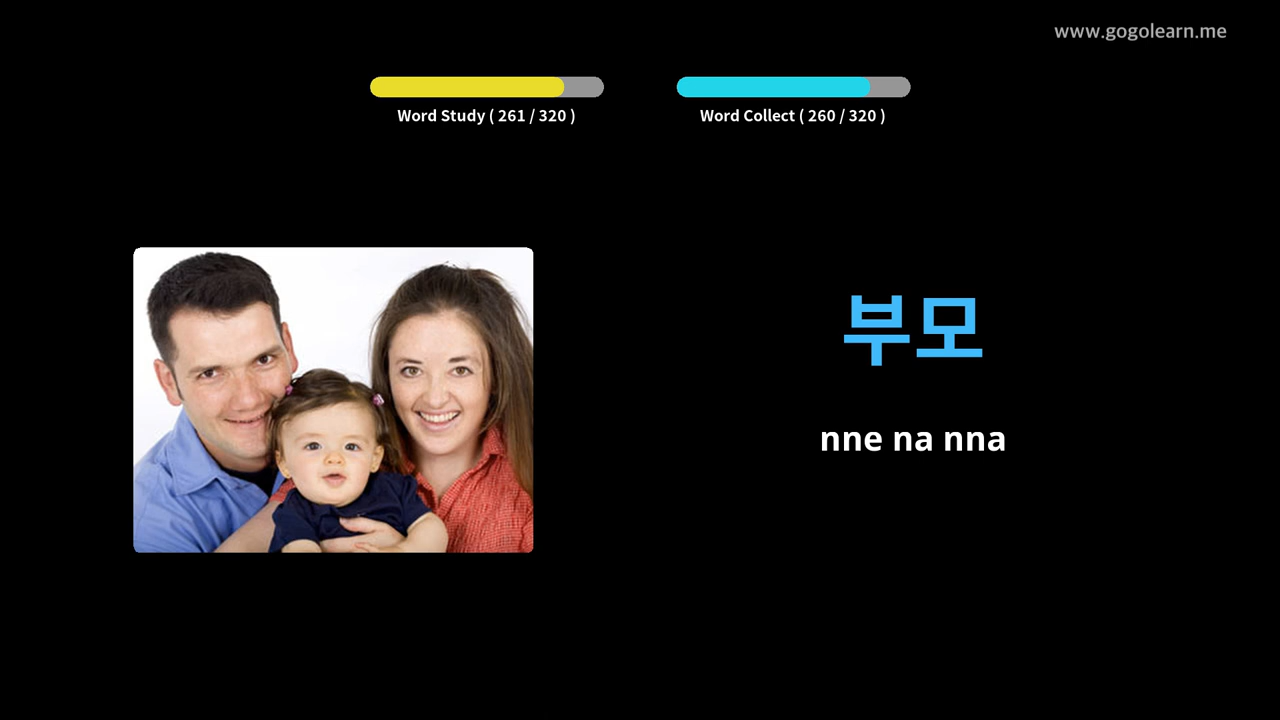 www.gogolearn.me
Word Study ( 261 / 320 )
Word Collect ( 260 / 320 )
부모
nne na nna